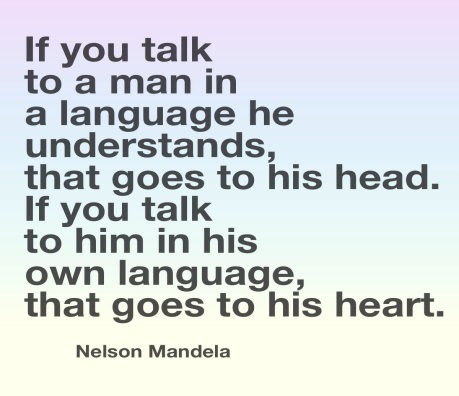 If you talk
to a man in
a language he
understands,
that goes to his head.
If you talk
to him in his
own language,
that goes to his heart.
Nelson Mandela